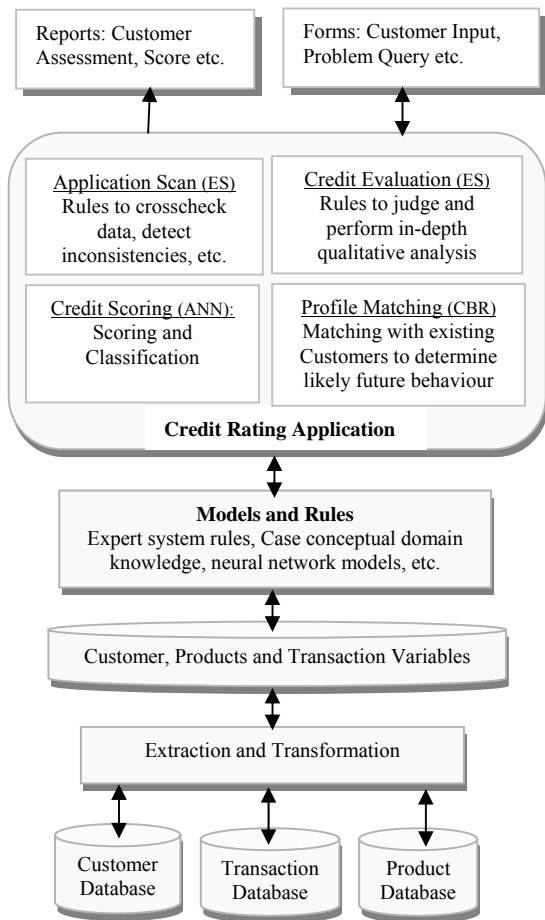 Reports: Customer
Assessment, Score etc.
Forms: Customer Input,
Problem Query etc.
Application Scan (ES)
Rules to crosscheck
data, detect
inconsistencies, etc.
Credit Evaluation (ES)
Rules to judge and
perform in-depth
qualitative analysis
Credit Scoring (ANN):
Scoring and
Classification
Profile Matching (CBR)
Matching with existing
Customers to determine
likely future behaviour
Credit Rating Application
Models and Rules
Expert system rules, Case conceptual domain
knowledge, neural network models, etc.
Customer, Products and Transaction Variables
Extraction and Transformation
Customer
Database
Transaction
Database
Product
Database